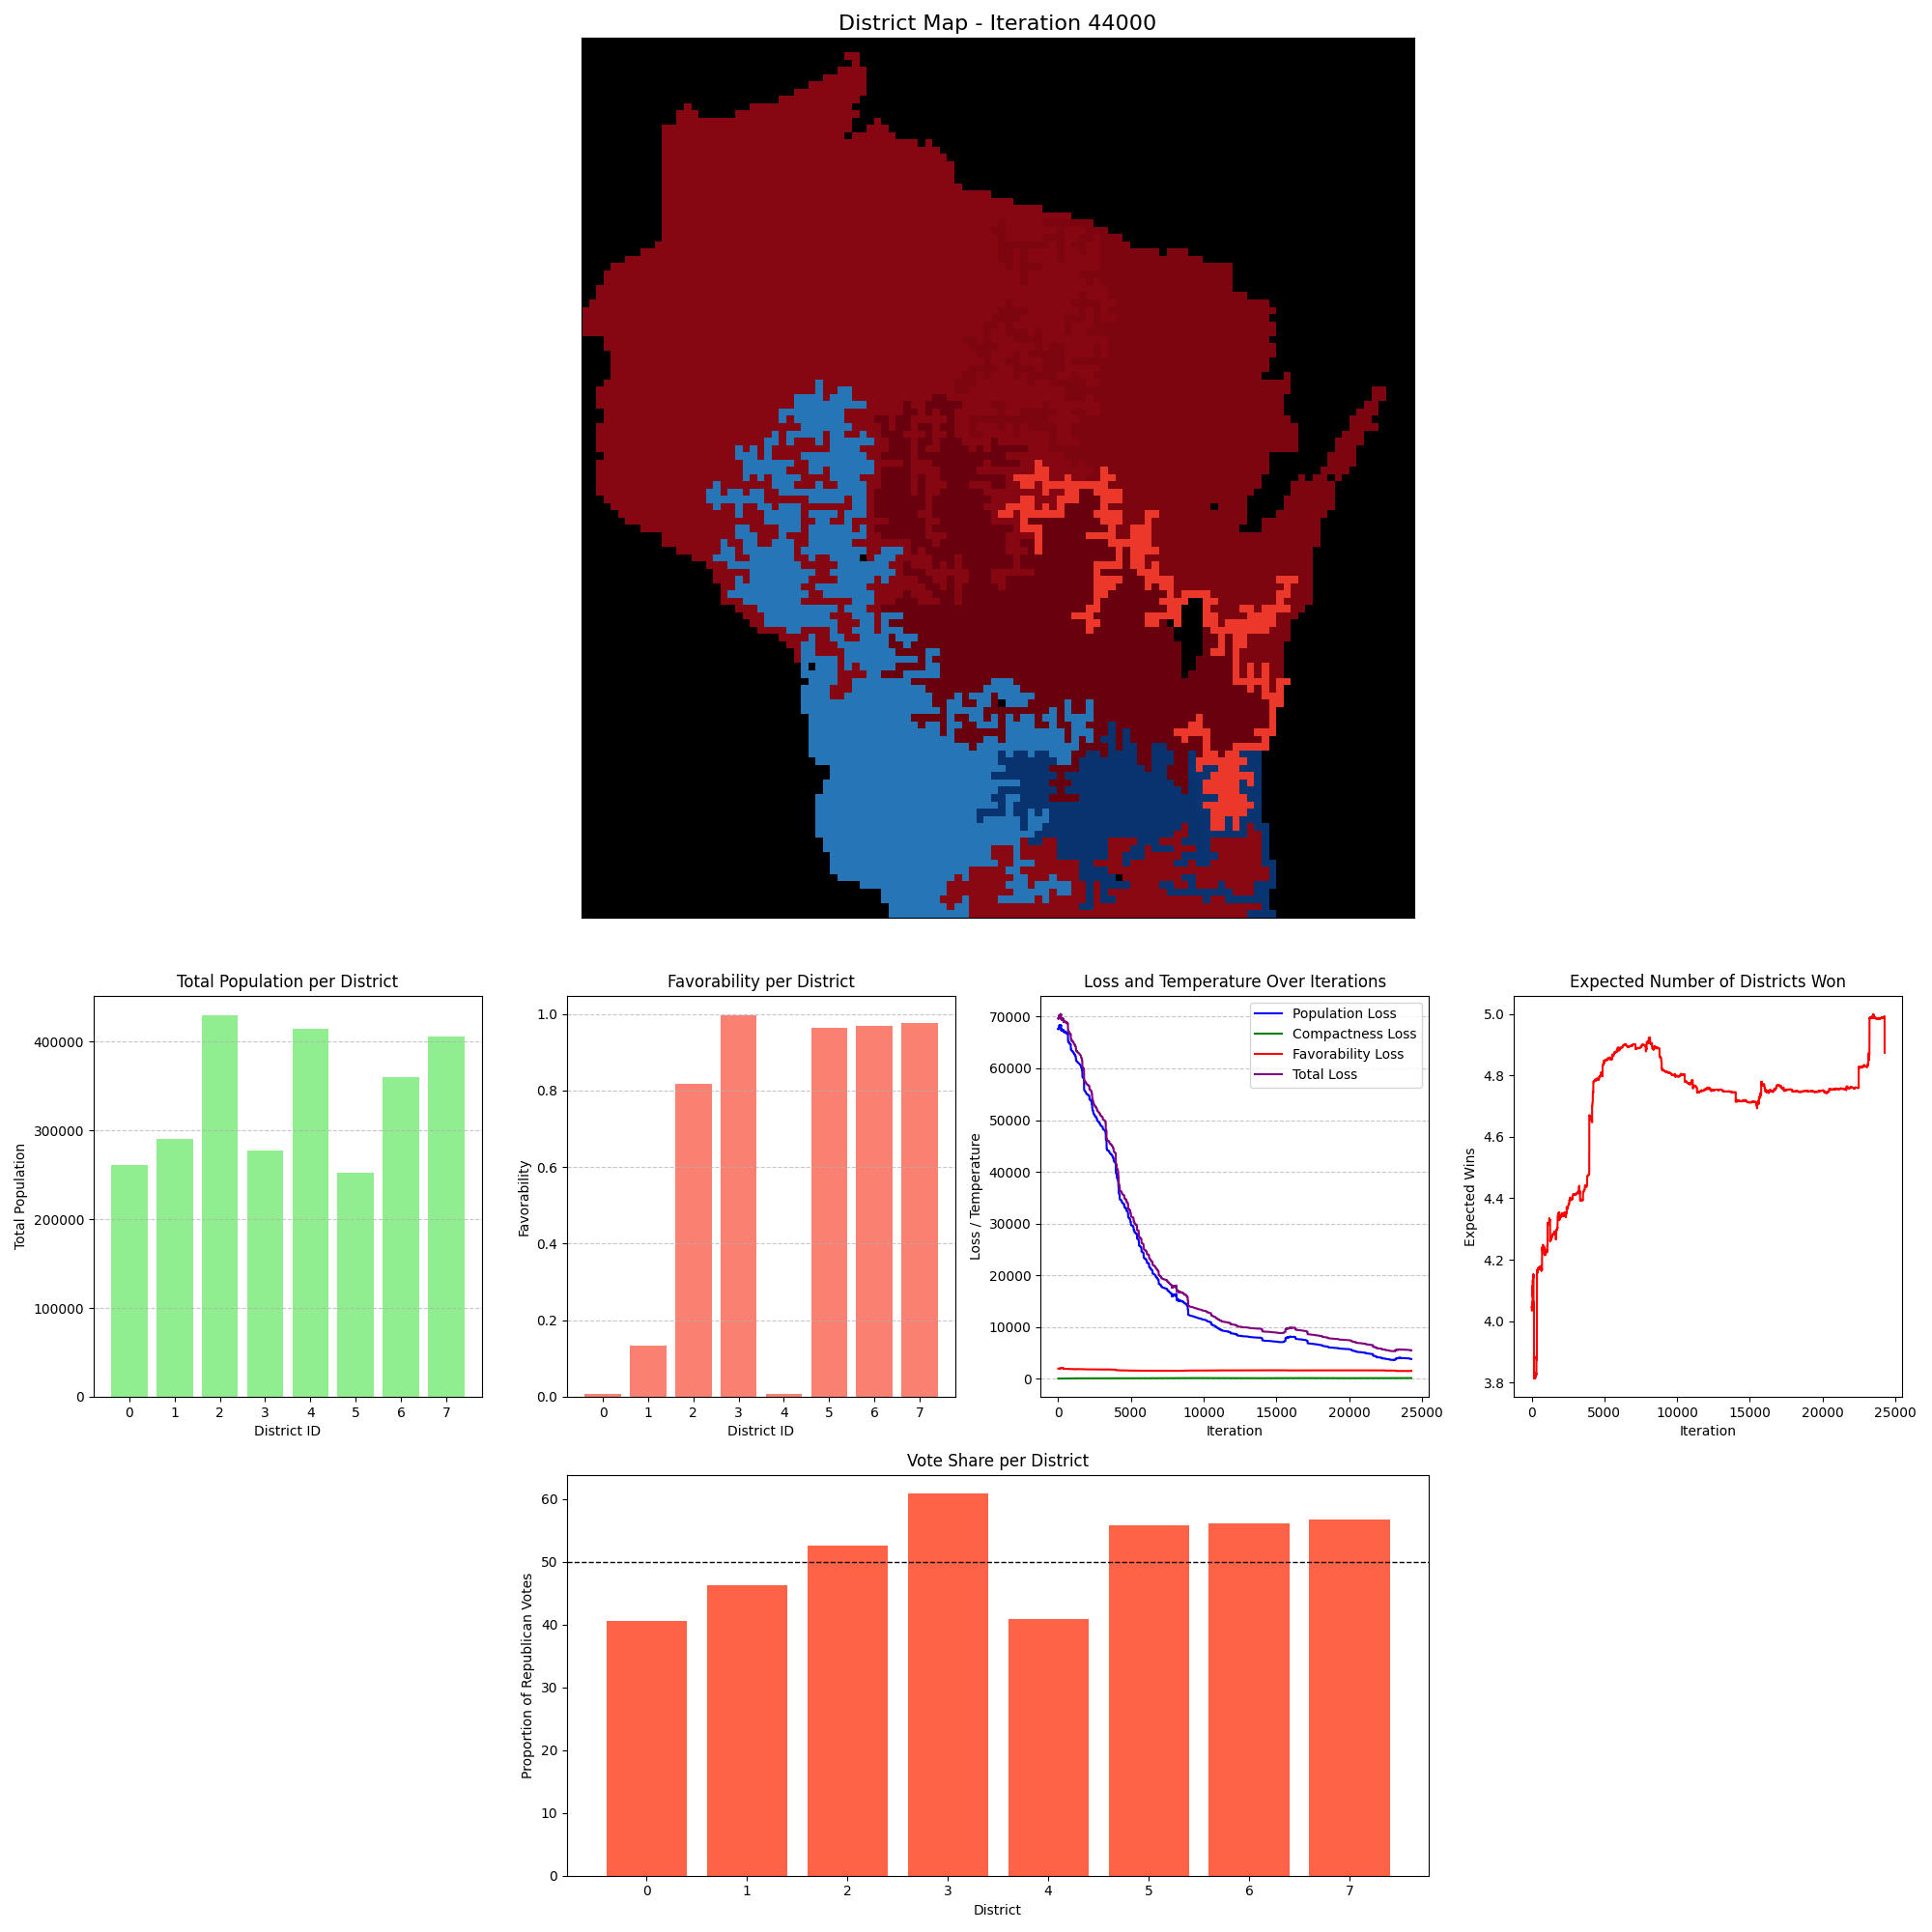 District Map - Iteration 44000
Total Population per District
Total Population
400000
300000
200000
100000
0
0 1 2 3 4 5 6 7
District ID
Favorability per District
Favorability
1.0
0.8
0.6
0.4
0.2
0.0
0 1 2 3 4 5 6 7
District ID
Loss and Temperature Over Iterations
Loss / Temperature
70000
60000
50000
40000
30000
20000
10000
0
Population Loss
Compactness Loss
Favorability Loss
Total Loss
0 5000 10000 15000 20000 25000
Iteration
Expected Number of Districts Won
Expected Wins
5.0
4.8
4.6
4.4
4.2
4.0
3.8
0 5000 10000 15000 20000 25000
Iteration
Vote Share per District
Proportion of Republican Votes
60
50
40
30
20
10
0
0 1 2 3 4 5 6 7
District